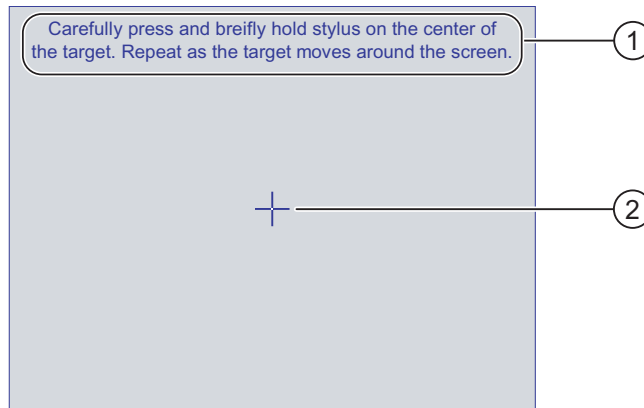 Carefully press and breifly hold stylus on the center of
the target. Repeat as the target moves around the screen.
1
2